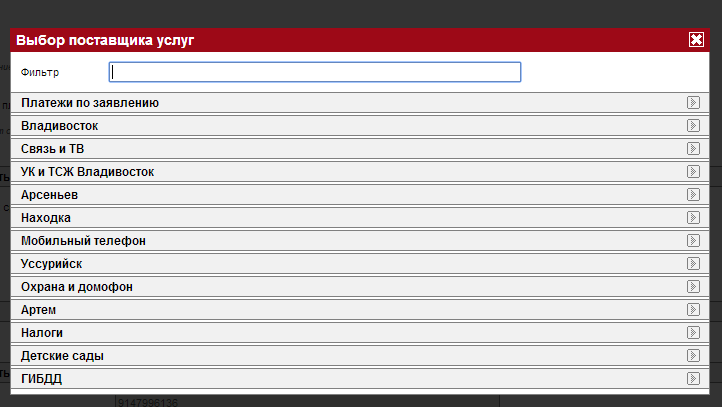 Выбор поставщика услуг
Фильтр
Платежи по заявлению
Владивосток
Связь и ТВ
УК и ТСЖ Владивосток
Арсеньев
Находка
Мобильный телефон
Уссурийск
Охрана и домофон
Артем
Налоги
Детские сады
ГИБДД
9147996136